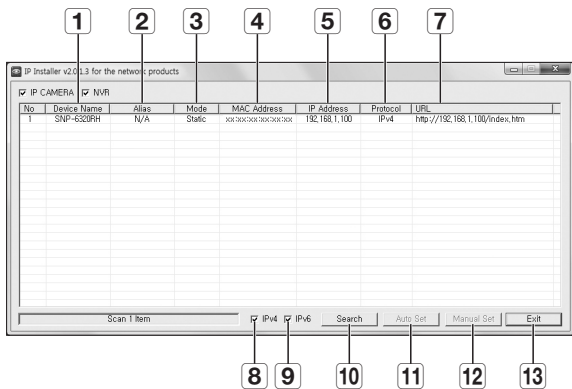 1 2 3 4 5 6 7
IP Installer v2.0.1.3 for the network products
IP CAMERA NVR
No Device Name Alias Mode MAC Address IP Address Protocol URL
1 SNP-6320RH N/A Static xx:xx:xx:xx:xx:xx 192,168,1,100 IPv4 http://192,168,1,100/index,htm
Scan 1 Item IPv4 IPv6 Search Auto Set Manual Set Exit
8 9 10 11 12 13